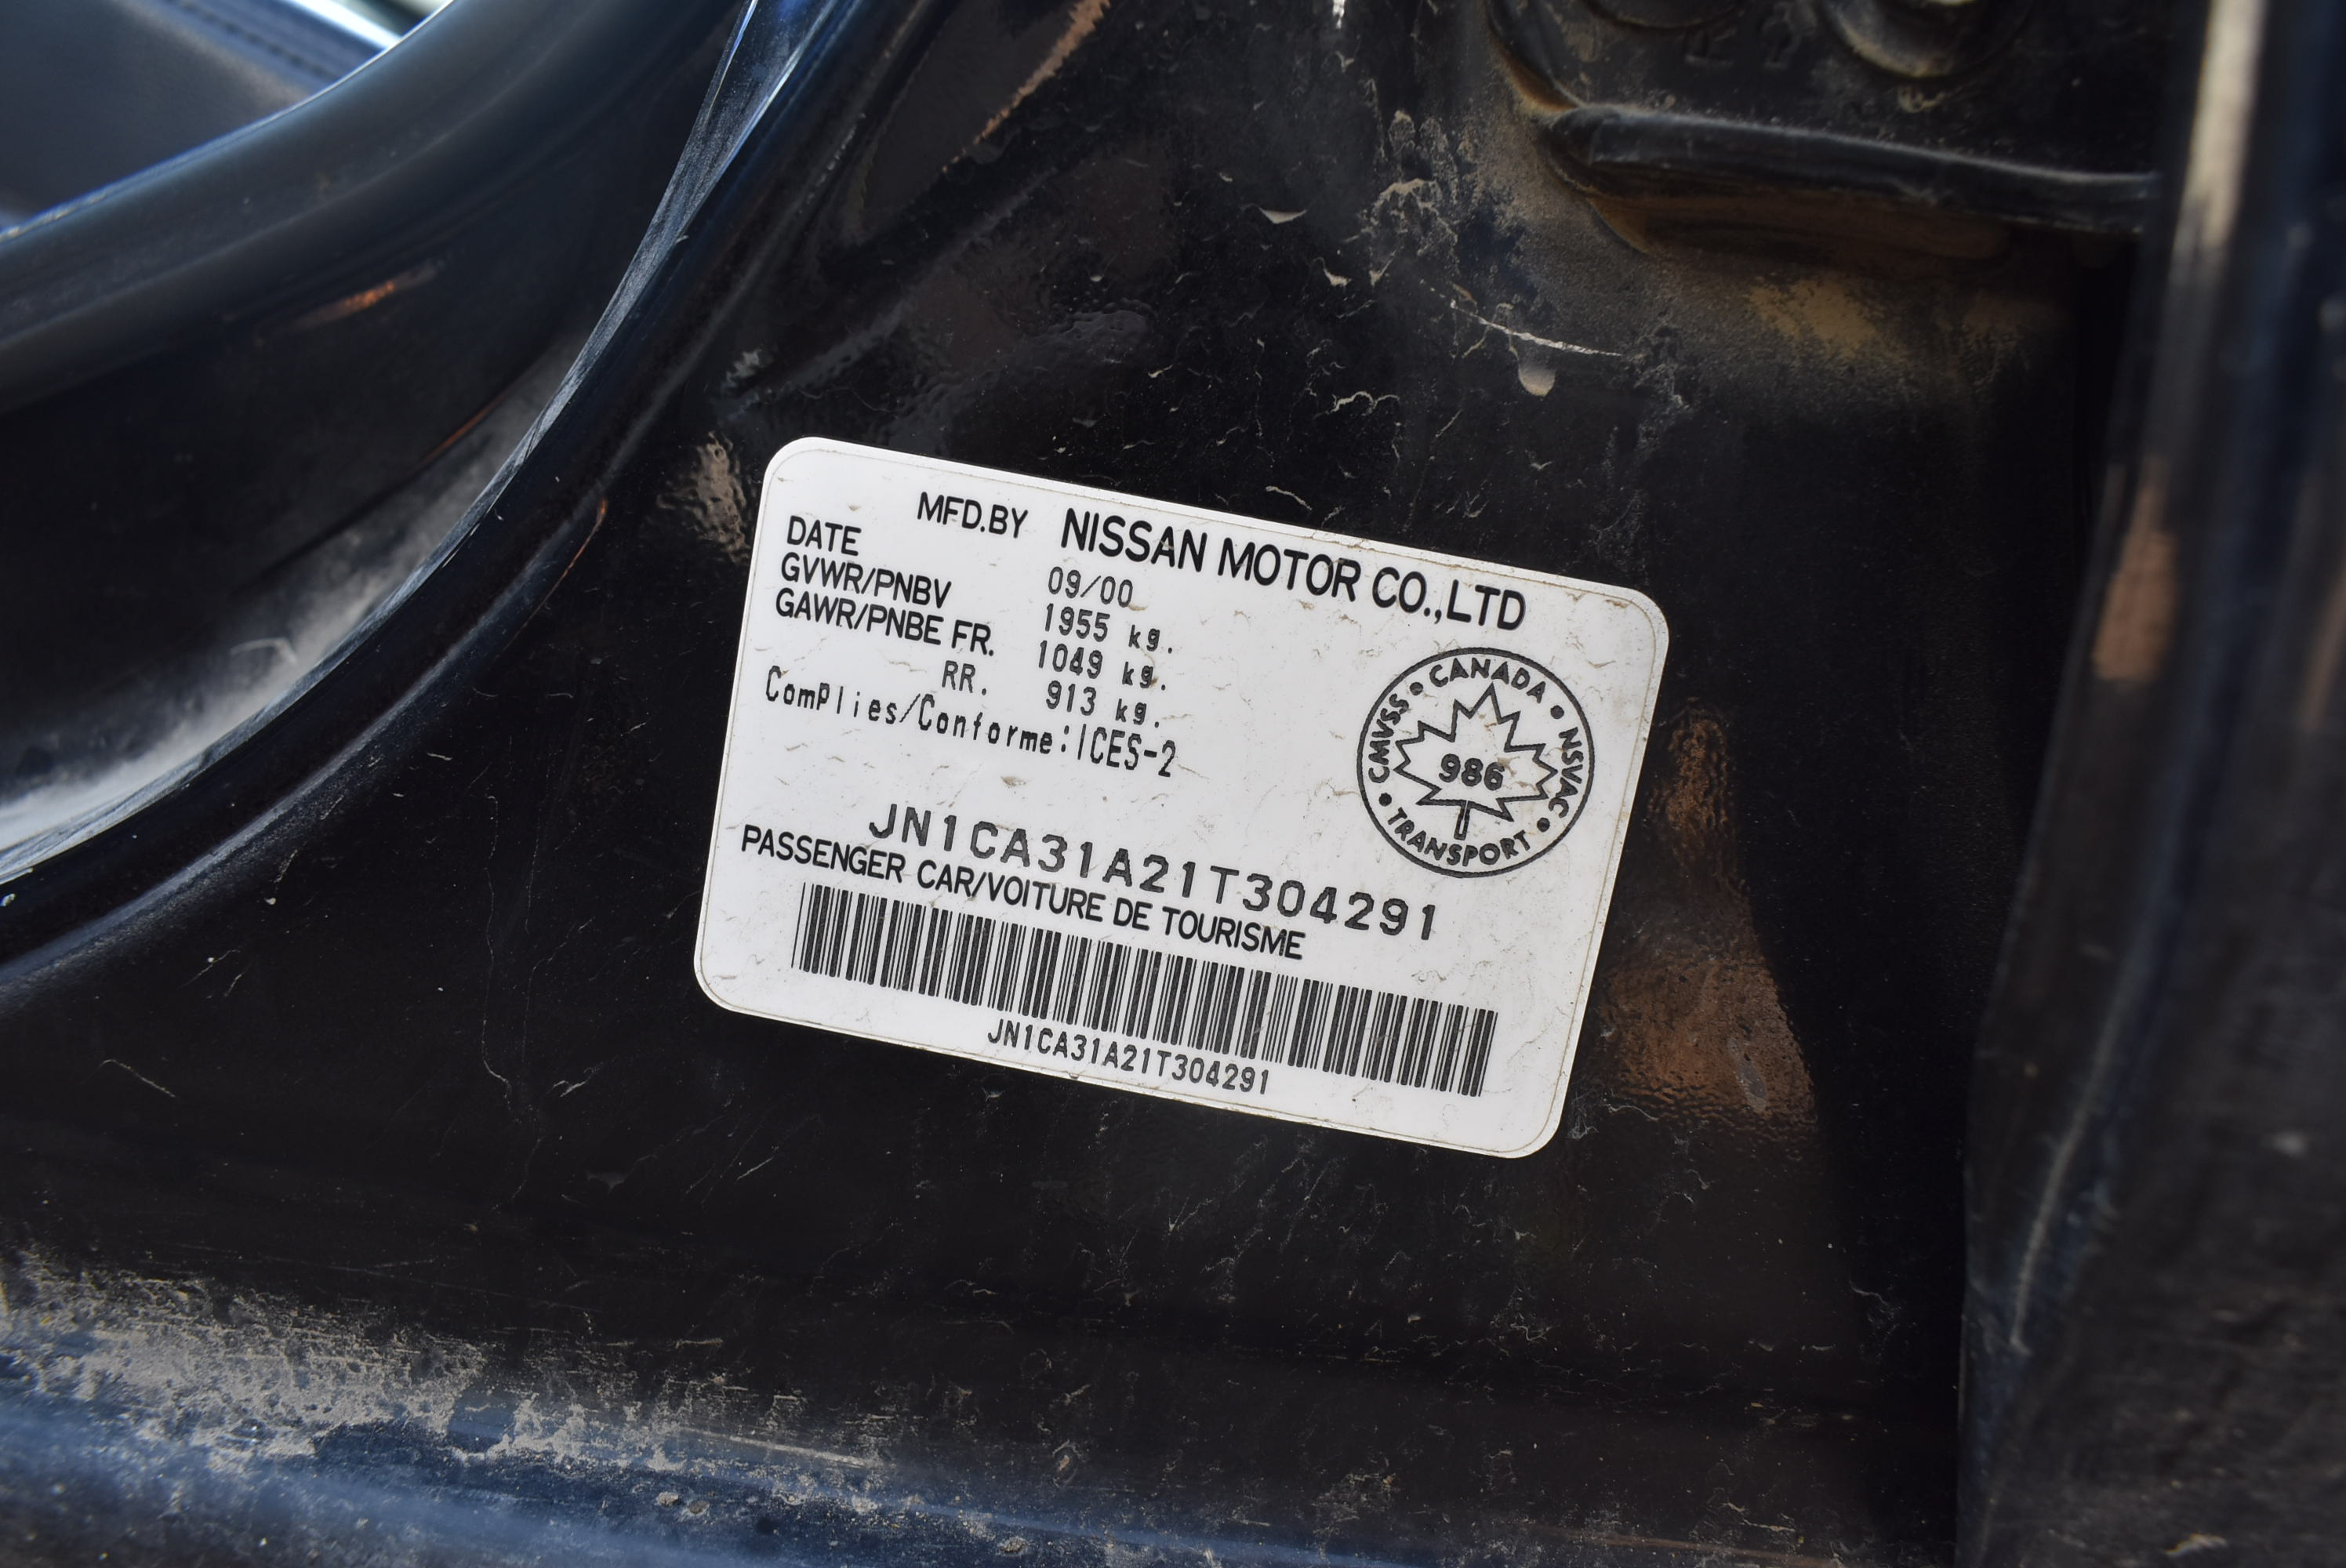 MFD.BY NISSAN MOTOR CO.,LTD
DATE 09/00
GVWR/PNBV 1955 kg.
GAWR/PNBE FR. 1049 kg.
RR. 913 kg.
Complies/Conforme:ICES-2
CANADA • NSVAC • TRANSPORT • CMVSS •
986
JN1CA31A21T304291
PASSENGER CAR/VOITURE DE TOURISME
JN1CA31A21T304291